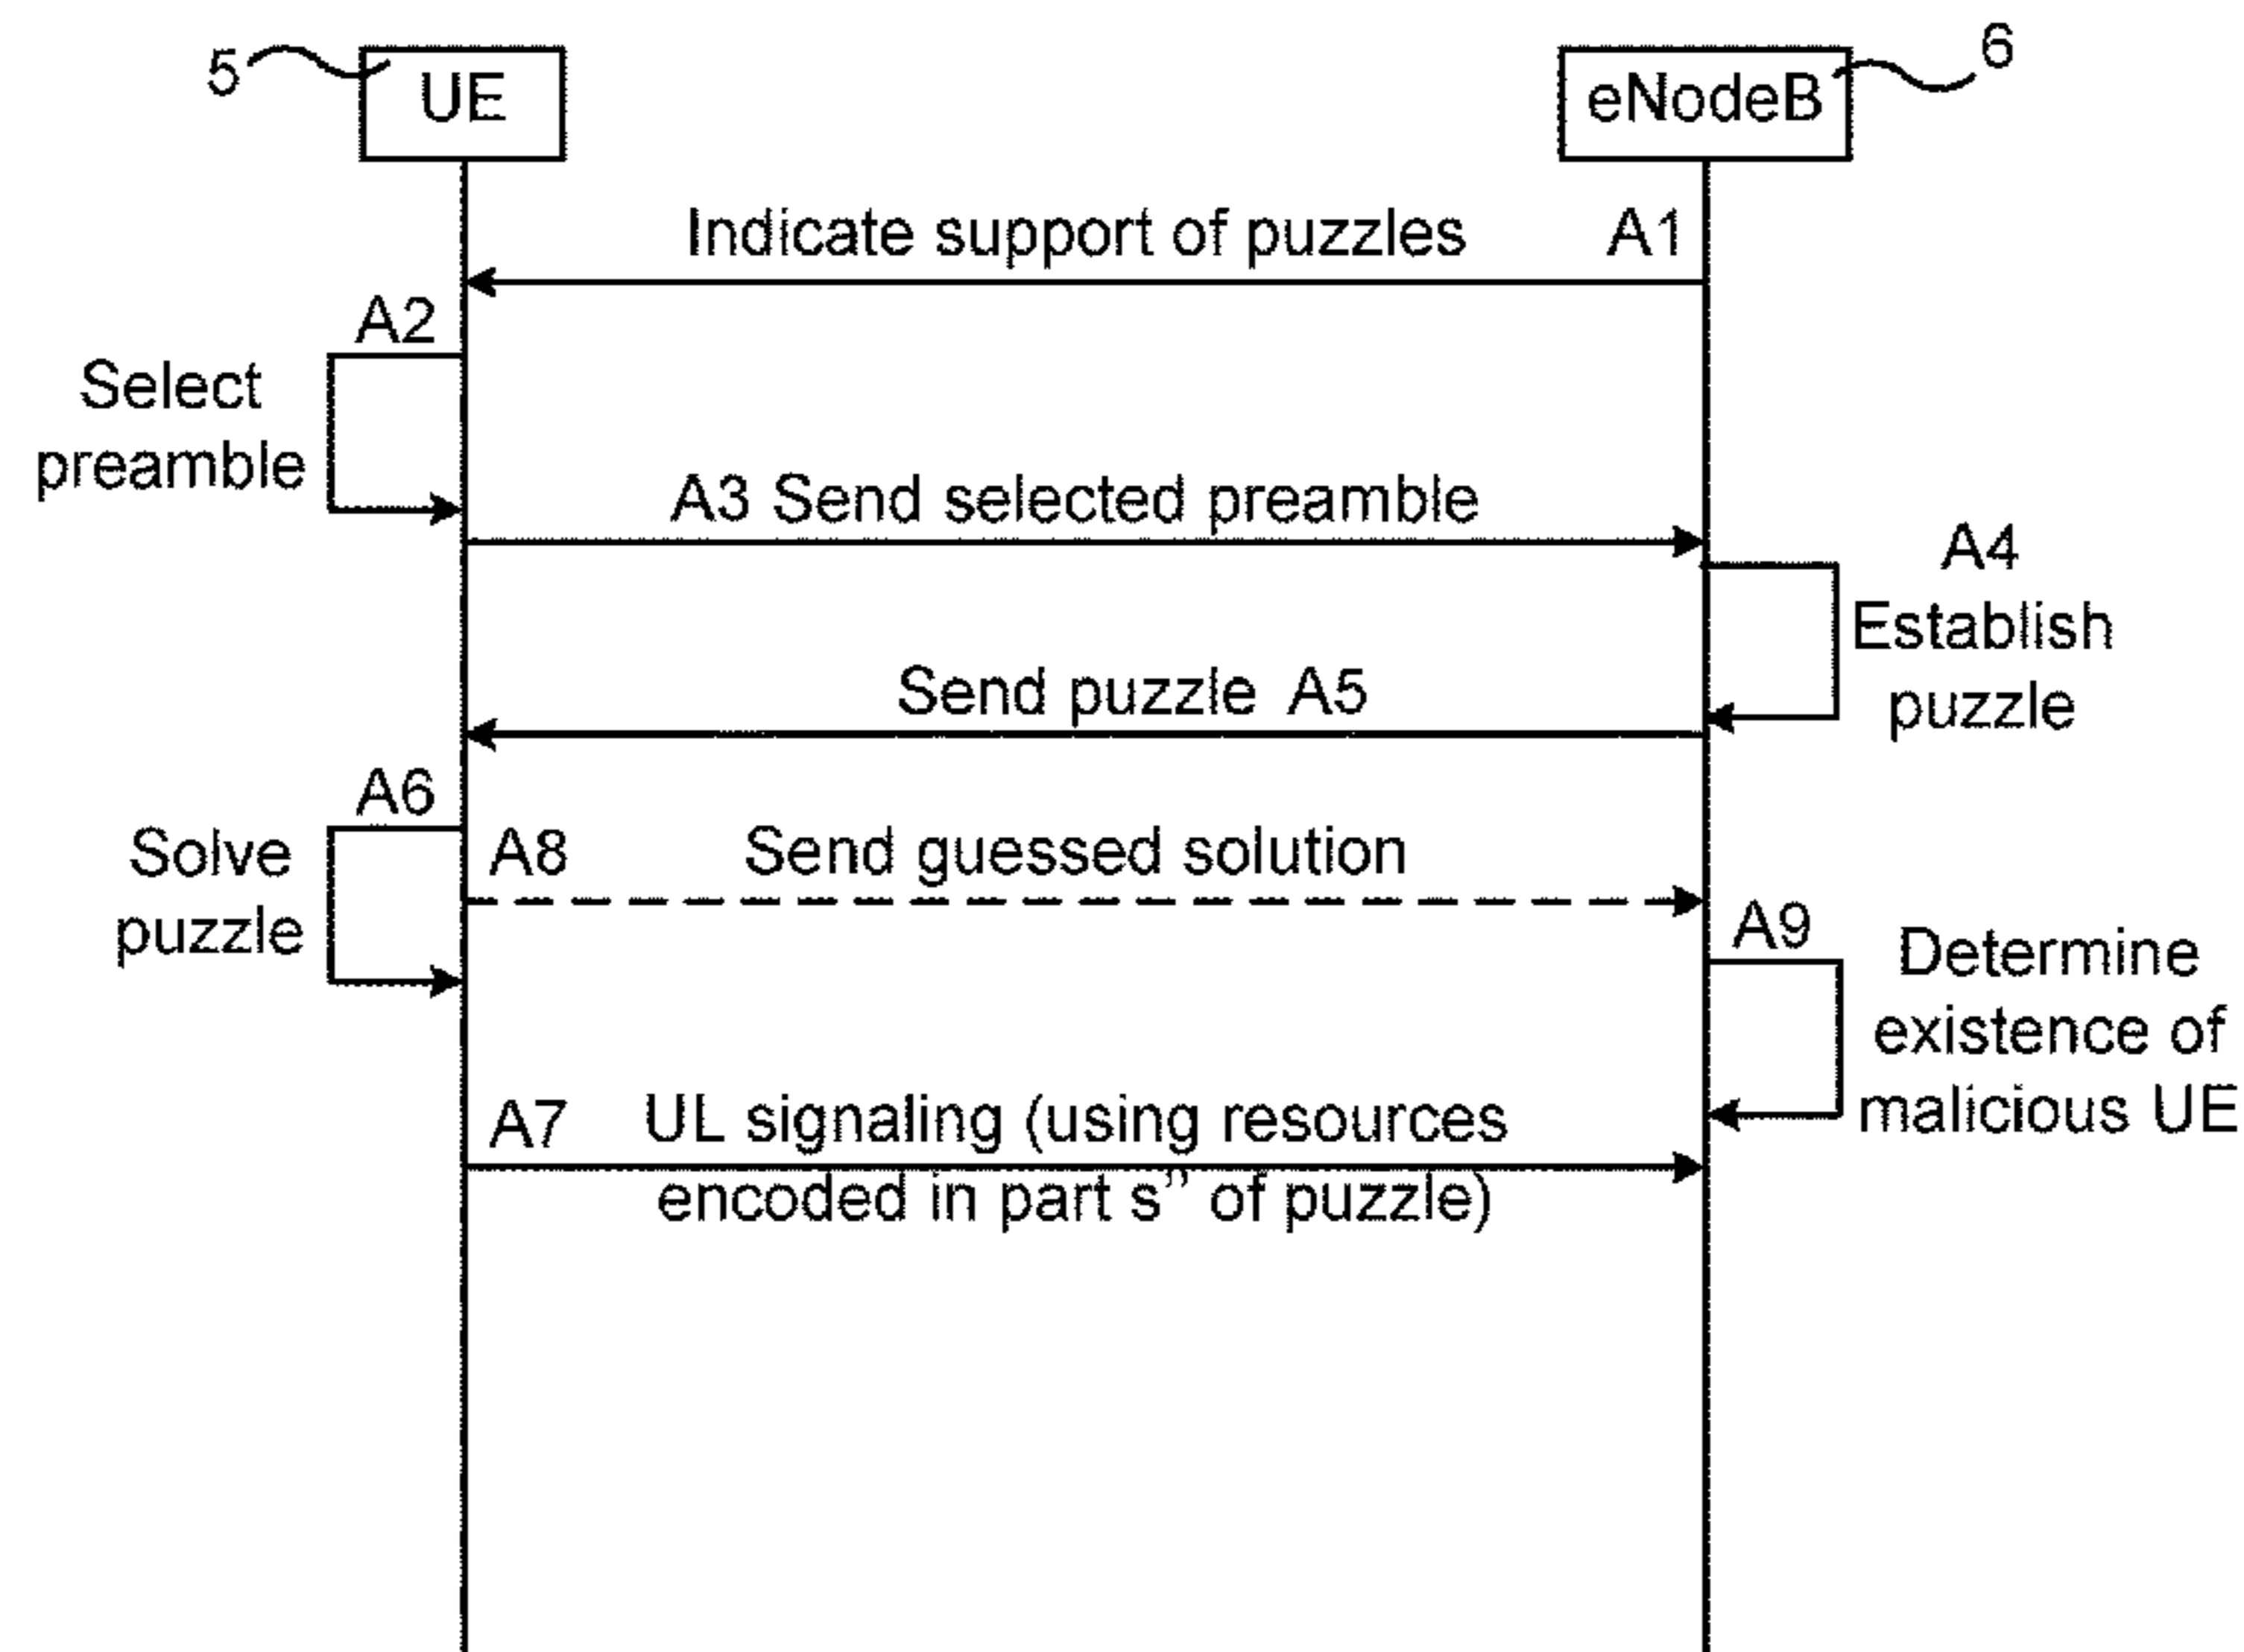 5
UE
eNodeB
6
Indicate support of puzzles
A1
A2
Select
preamble
A3 Send selected preamble
A4
Establish
puzzle
Send puzzle A5
A6
Solve
puzzle
A8
Send guessed solution
A9
Determine
existence of
malicious UE
A7
UL signaling (using resources
encoded in part s” of puzzle)